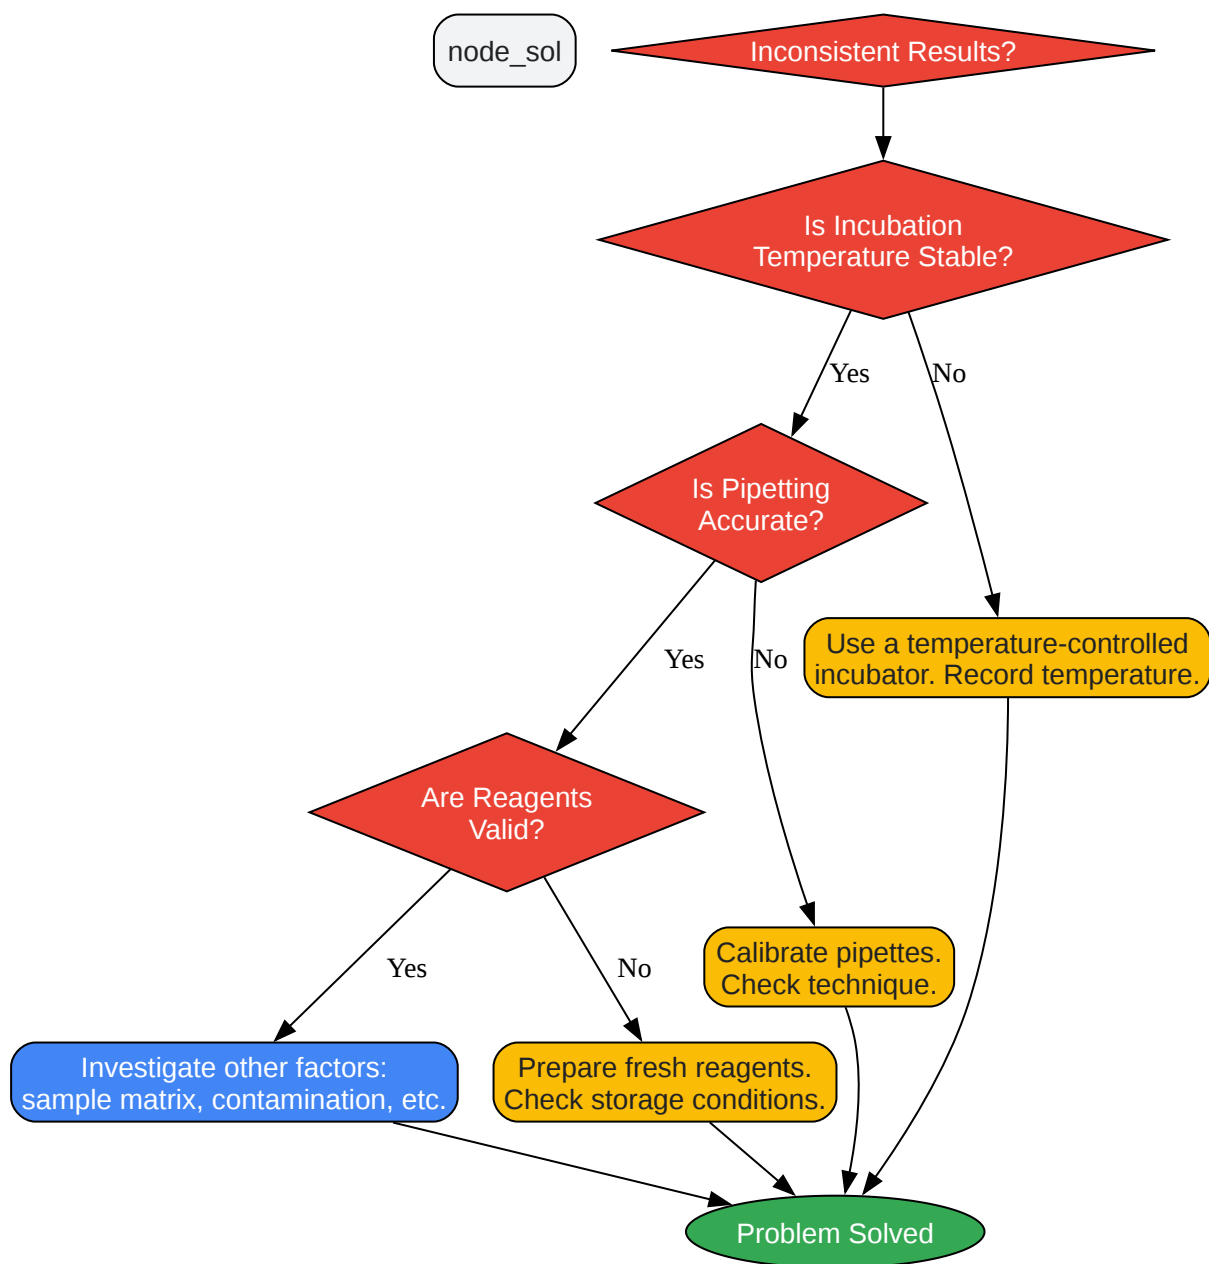 node_sol
Inconsistent Results?
Is Incubation
Temperature Stable?
Yes
No
Is Pipetting
Accurate?
Use a temperature-controlled
incubator. Record temperature.
Yes
No
Are Reagents
Valid?
Calibrate pipettes.
Check technique.
Yes
No
Investigate other factors:
sample matrix, contamination, etc.
Prepare fresh reagents.
Check storage conditions.
Problem Solved